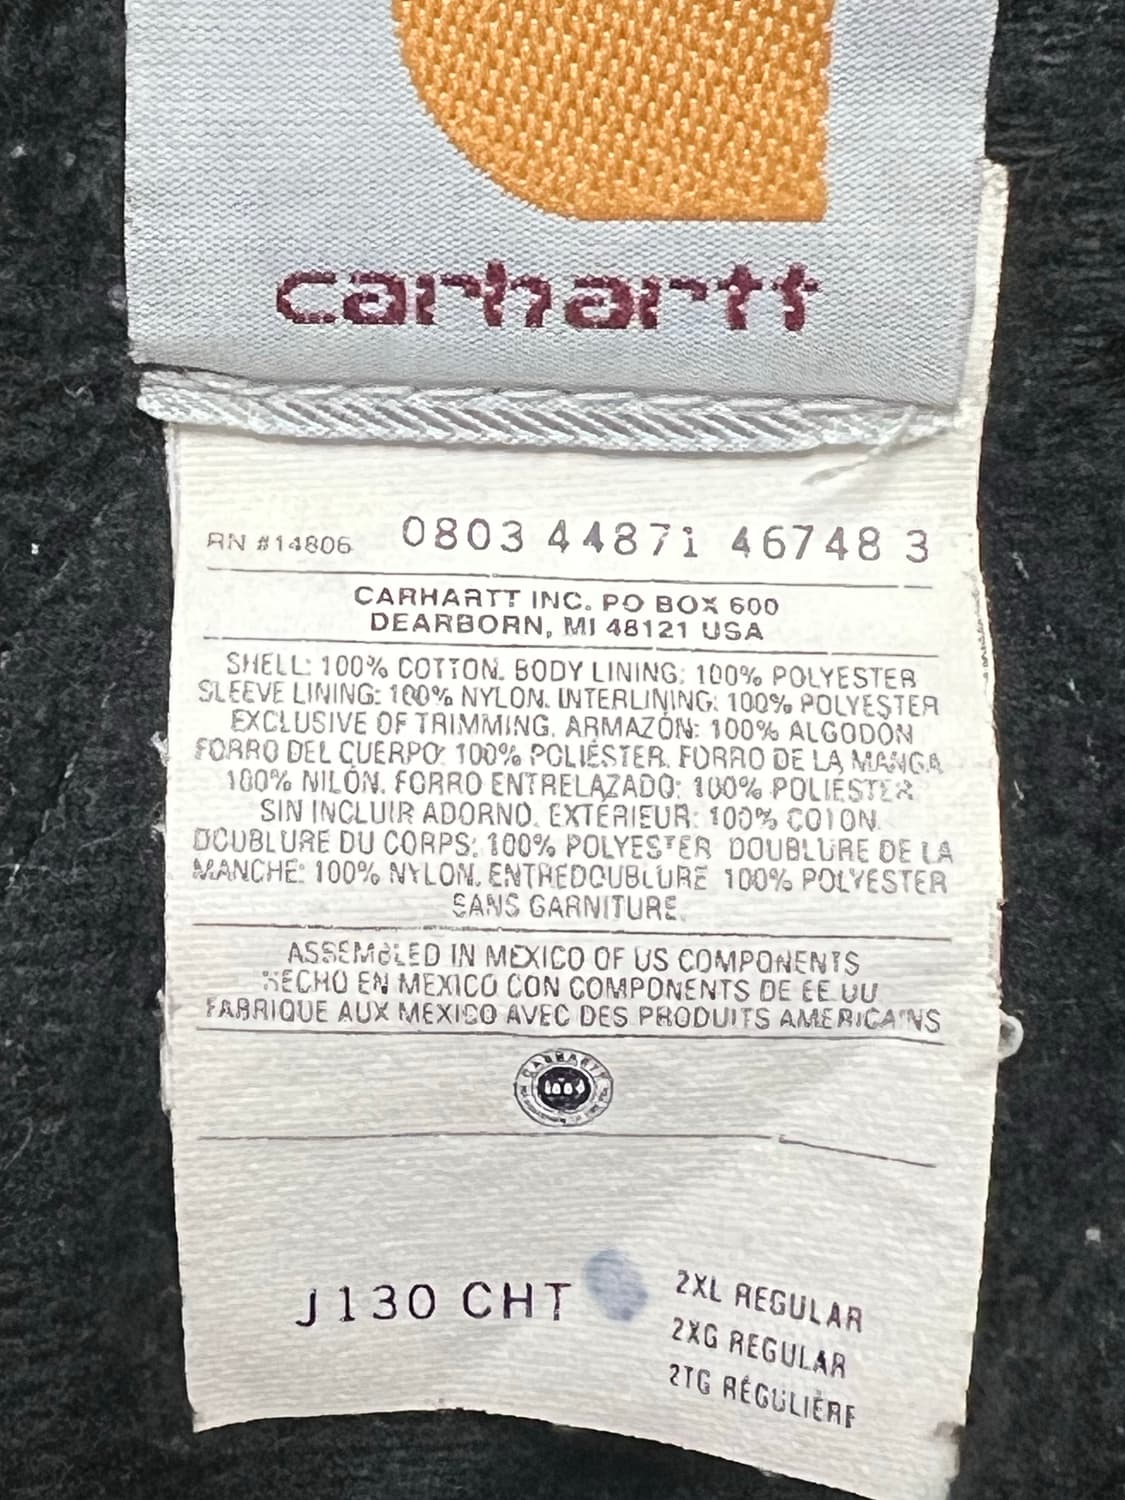 carhartt
RN #14806 0803 44871 46748 3
CARHARTT INC. PO BOX 600
DEARBORN, MI 48121 USA
SHELL: 100% COTTON. BODY LINING: 100% POLYESTER
SLEEVE LINING: 100% NYLON. INTERLINING: 100% POLYESTER
EXCLUSIVE OF TRIMMING. ARMAZÓN: 100% ALGODÓN
FORRO DEL CUERPO: 100% POLIÉSTER. FORRO DE LA MANGA
100% NILÓN. FORRO ENTRELAZADO: 100% POLIESTER
SIN INCLUIR ADORNO. EXTERIEUR: 100% COTON.
DOUBLURE DU CORPS: 100% POLYESTER DOUBLURE DE LA
MANCHE: 100% NYLON. ENTREDOUBLURE 100% POLYESTER
SANS GARNITURE.
ASSEMBLED IN MEXICO OF US COMPONENTS
HECHO EN MEXICO CON COMPONENTS DE EE UU
FABRIQUE AUX MEXICO AVEC DES PRODUITS AMERICAINS
CARHARTT
1889
J130 CHT
2XL REGULAR
2XG REGULAR
2TG RÉGULIÈRE